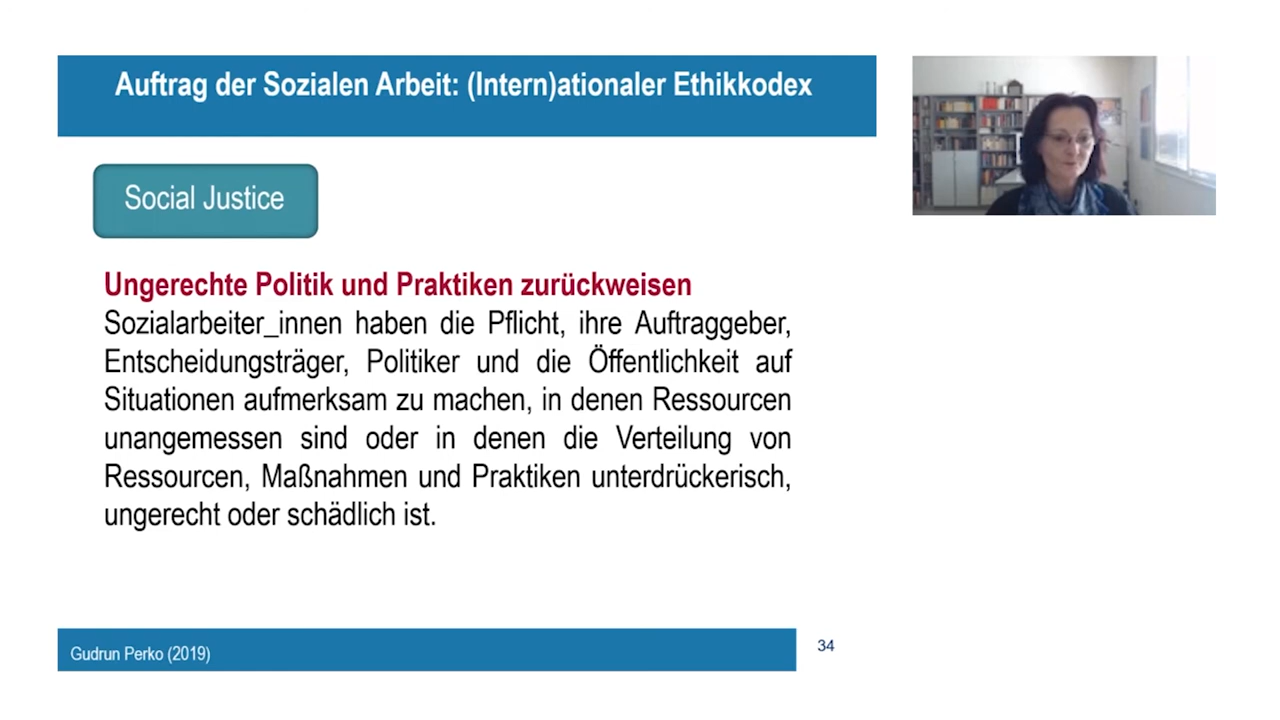 Auftrag der Sozialen Arbeit: (Intern)ationaler Ethikkodex
Social Justice
Ungerechte Politik und Praktiken zurückweisen
Sozialarbeiter_innen haben die Pflicht, ihre Auftraggeber,
Entscheidungsträger, Politiker und die Öffentlichkeit auf
Situationen aufmerksam zu machen, in denen Ressourcen
unangemessen sind oder in denen die Verteilung von
Ressourcen, Maßnahmen und Praktiken unterdrückerisch,
ungerecht oder schädlich ist.
Gudrun Perko (2019)
34